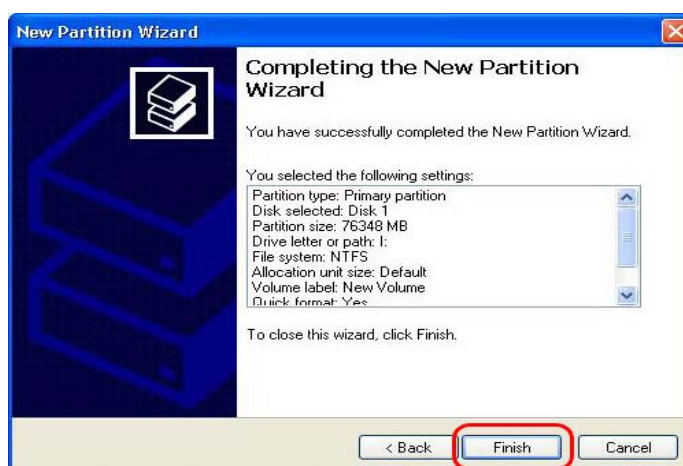 New Partition Wizard
Completing the New Partition
Wizard
You have successfully completed the New Partition Wizard.
You selected the following settings:
Partition type: Primary partition
Disk selected: Disk 1
Partition size: 76348 MB
Drive letter or path: I:
File system: NTFS
Allocation unit size: Default
Volume label: New Volume
Quick format: Yes
To close this wizard, click Finish.
< Back
Finish
Cancel